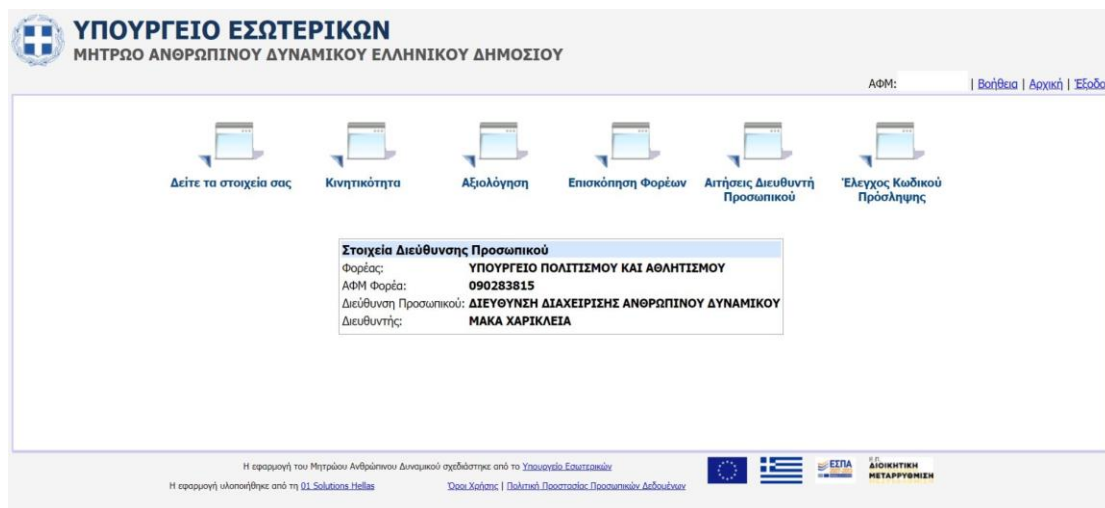 ΥΠΟΥΡΓΕΙΟ ΕΣΩΤΕΡΙΚΩΝ
ΜΗΤΡΩΟ ΑΝΘΡΩΠΙΝΟΥ ΔΥΝΑΜΙΚΟΥ ΕΛΛΗΝΙΚΟΥ ΔΗΜΟΣΙΟΥ
ΑΦΜ: | Βοήθεια | Αρχική | Έξοδο
Δείτε τα στοιχεία σας Κινητικότητα Αξιολόγηση Επισκόπηση Φορέων Αιτήσεις Διευθυντή Προσωπικού Έλεγχος Κωδικού Πρόσληψης
Στοιχεία Διεύθυνσης Προσωπικού
Φορέας: ΥΠΟΥΡΓΕΙΟ ΠΟΛΙΤΙΣΜΟΥ ΚΑΙ ΑΘΛΗΤΙΣΜΟΥ
ΑΦΜ Φορέα: 090283815
Διεύθυνση Προσωπικού: ΔΙΕΥΘΥΝΣΗ ΔΙΑΧΕΙΡΙΣΗΣ ΑΝΘΡΩΠΙΝΟΥ ΔΥΝΑΜΙΚΟΥ
Διευθυντής: ΜΑΚΑ ΧΑΡΙΚΛΕΙΑ
Η εφαρμογή του Μητρώου Ανθρώπινου Δυναμικού σχεδιάστηκε από το Υπουργείο Εσωτερικών
Η εφαρμογή υλοποιήθηκε από τη 01 Solutions Hellas Όροι Χρήσης | Πολιτική Προστασίας Προσωπικών Δεδομένων
ΕΣΠΑ
ΔΙΟΙΚΗΤΙΚΗ
ΜΕΤΑΡΡΥΘΜΙΣΗ